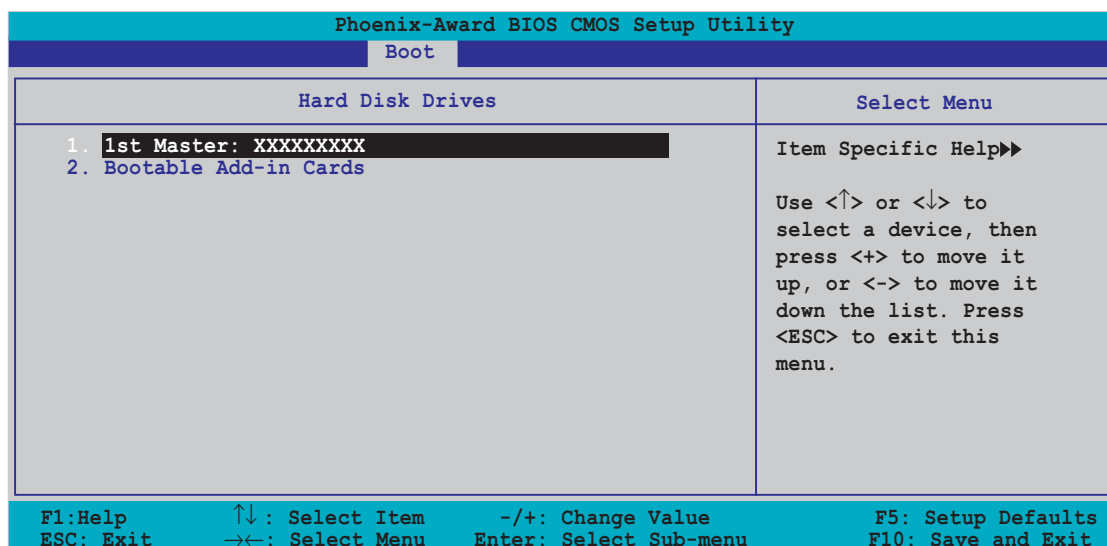 Phoenix-Award BIOS CMOS Setup Utility
Boot
Hard Disk Drives
Select Menu
1. 1st Master: XXXXXXXXX
2. Bootable Add-in Cards
Item Specific Help▶▶
Use <↑> or <↓> to
select a device, then
press <+> to move it
up, or <-> to move it
down the list. Press
<ESC> to exit this
menu.
F1:Help ↑↓: Select Item -/+: Change Value F5: Setup Defaults
ESC: Exit →←: Select Menu Enter: Select Sub-menu F10: Save and Exit